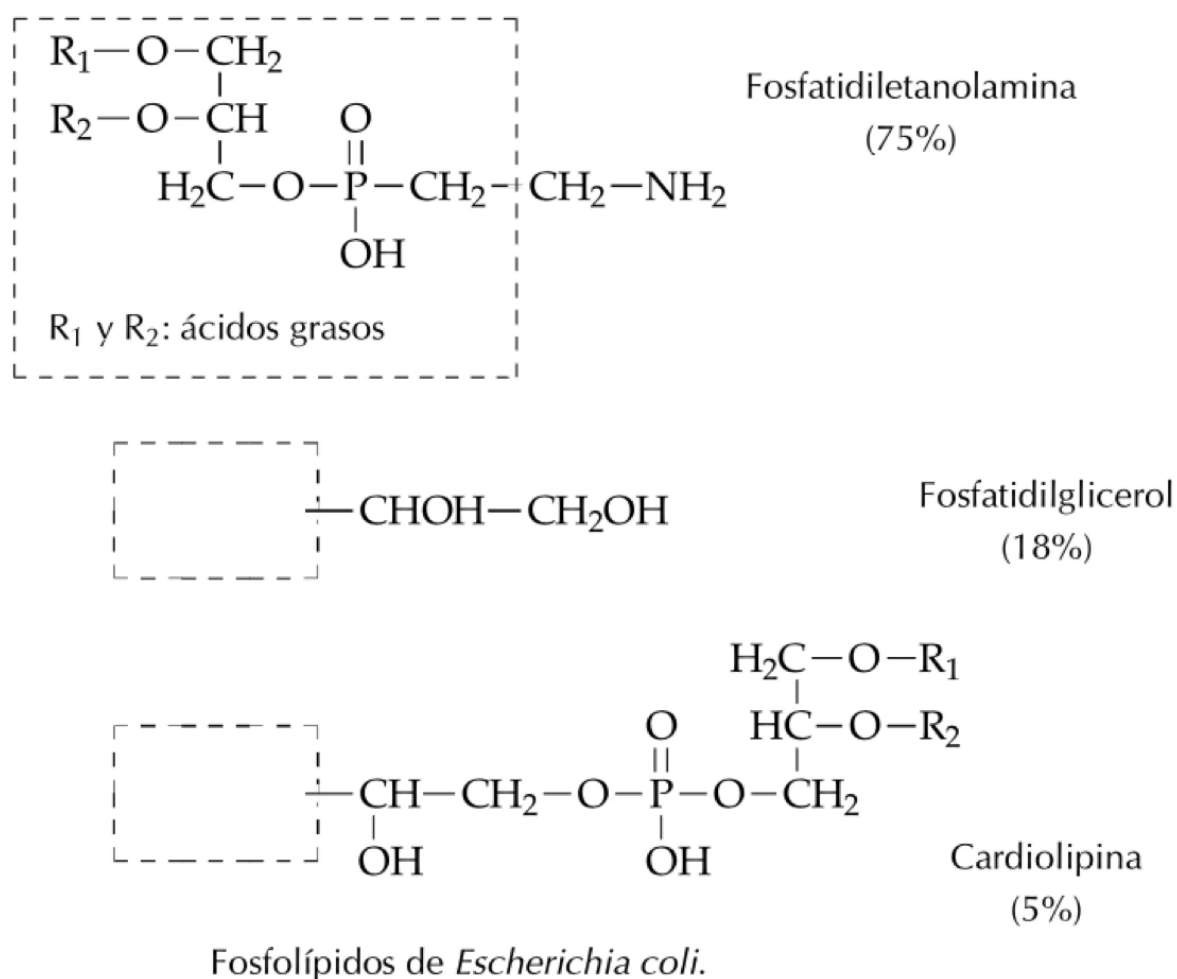 R₁—O—CH₂
R₂—O—CH O
H₂C—O—P—CH₂—CH₂—NH₂
OH
R₁ y R₂: ácidos grasos
Fosfatidiletanolamina
(75%)
—CHOH—CH₂OH
Fosfatidilglicerol
(18%)
H₂C—O—R₁
O HC—O—R₂
—CH—CH₂—O—P—O—CH₂
OH OH
Cardiolipina
(5%)
Fosfolípidos de Escherichia coli.